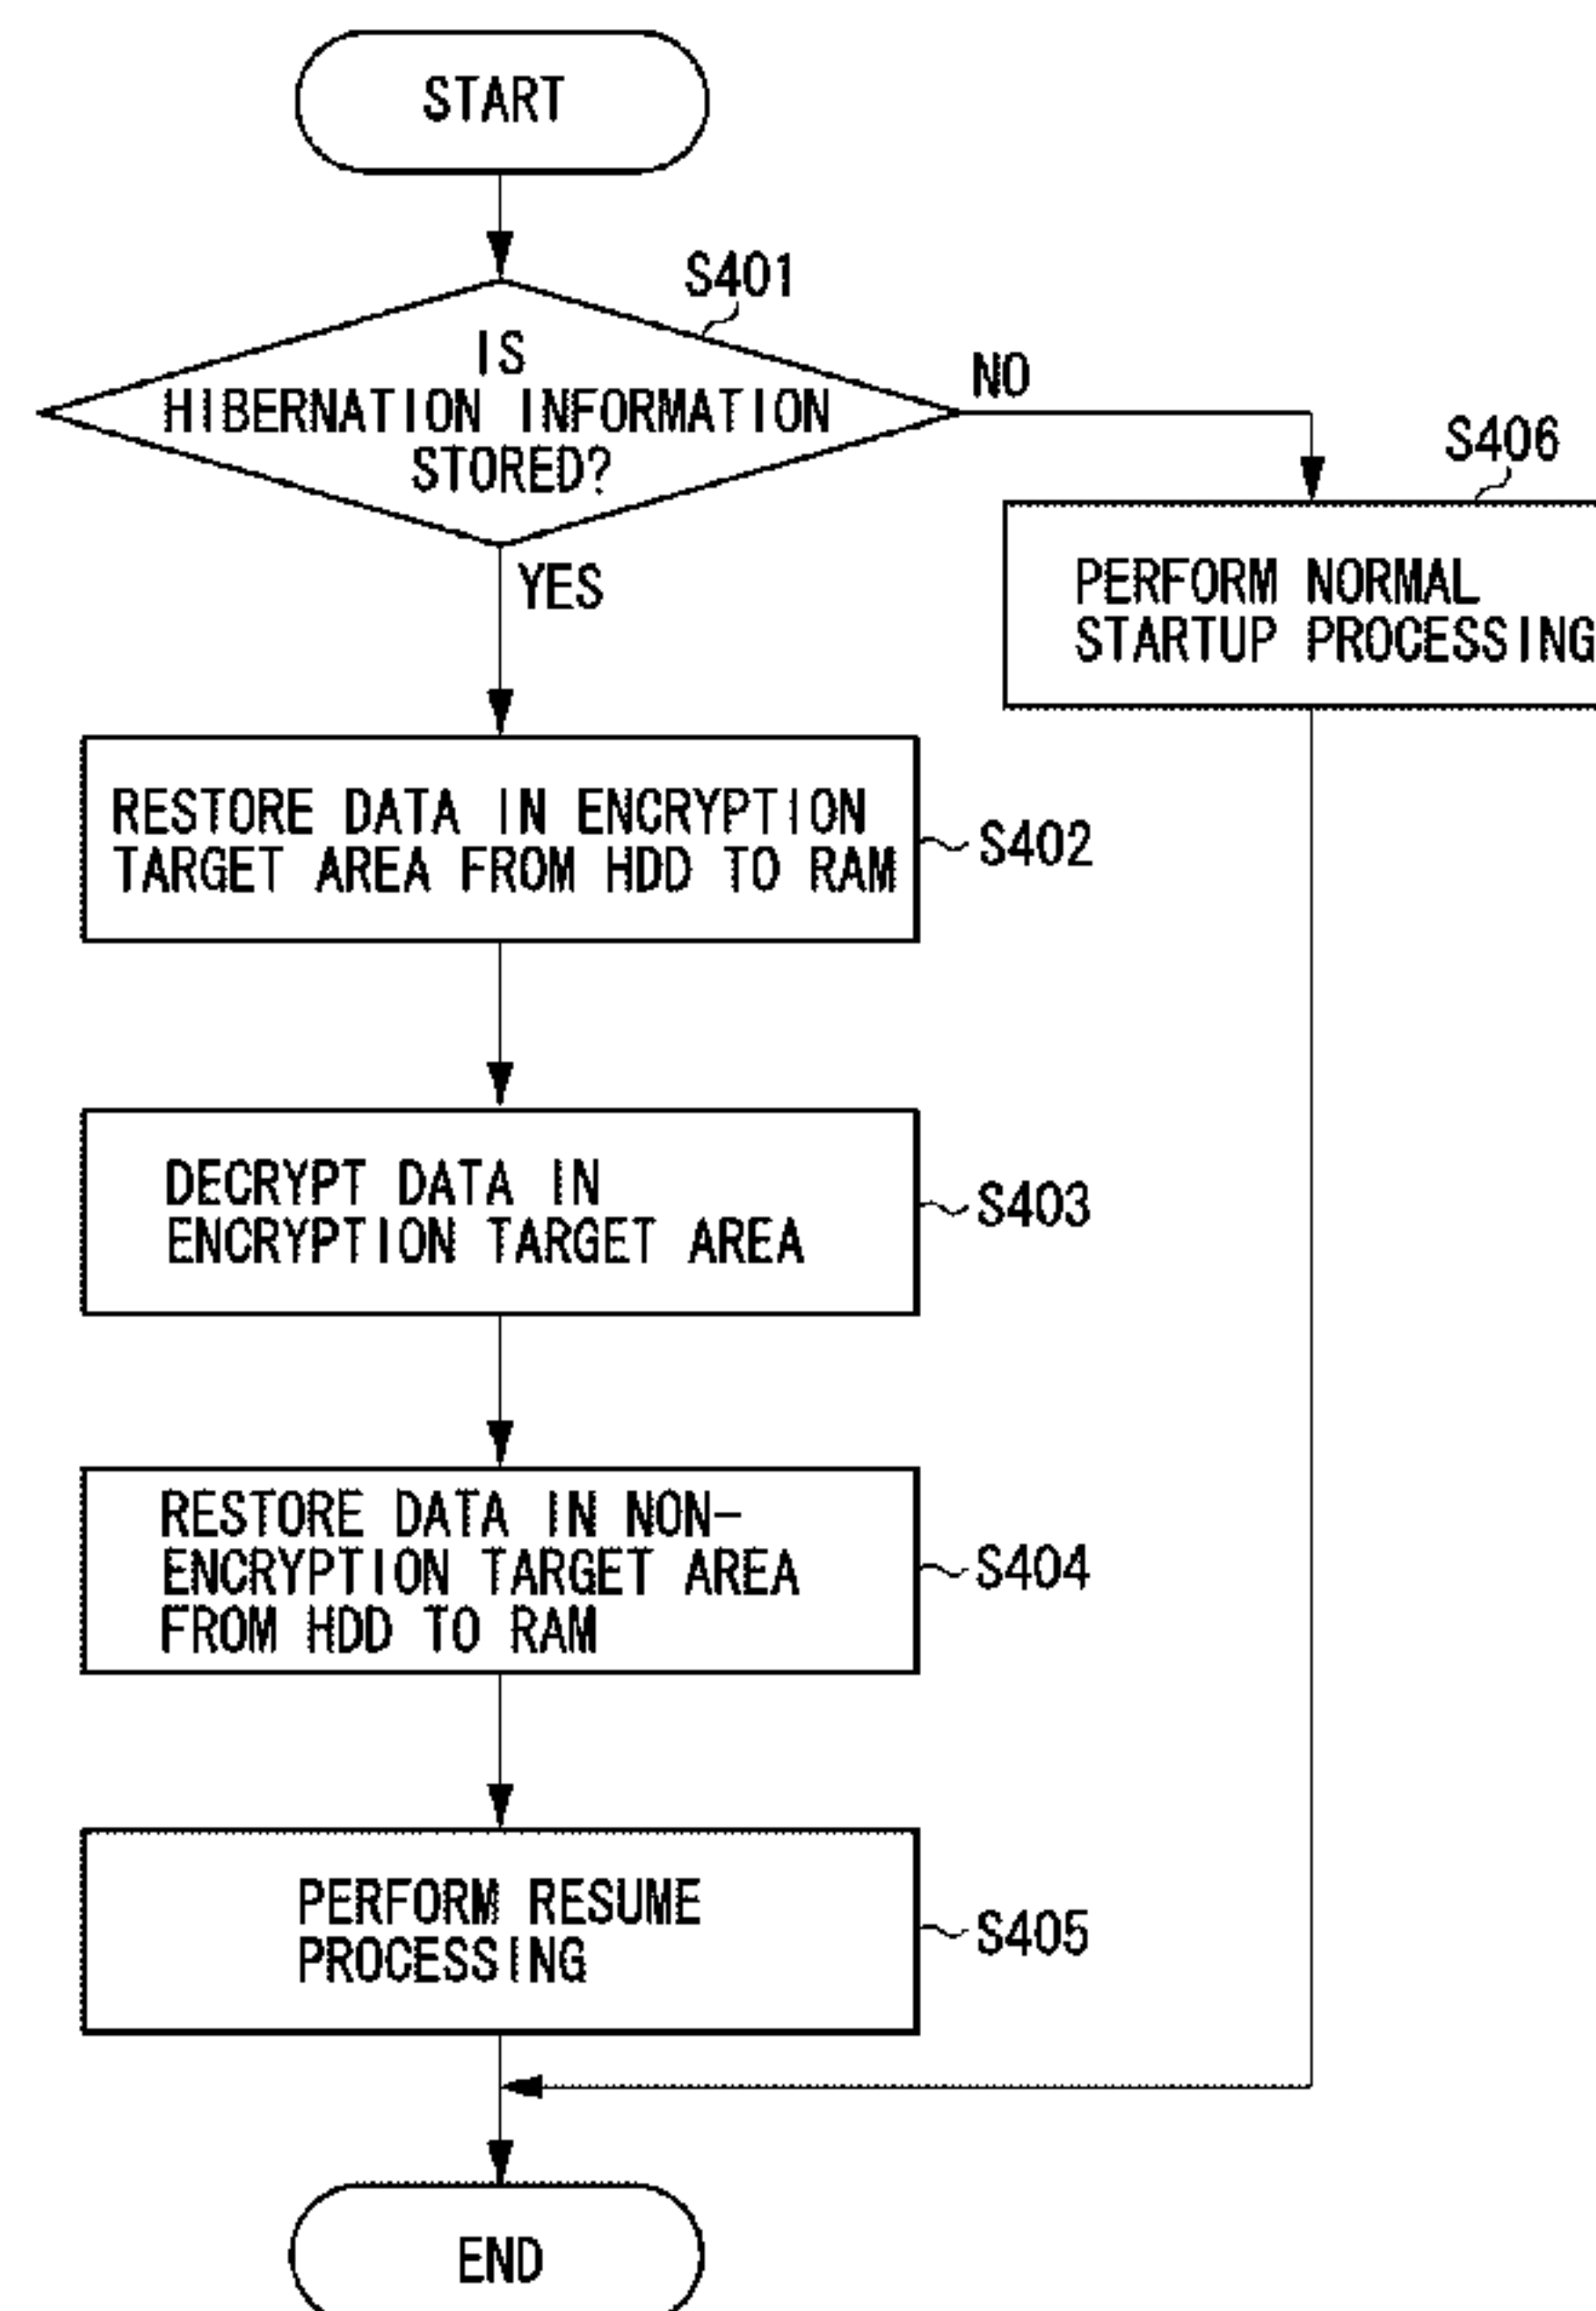 START
S401
IS
HIBERNATION INFORMATION
STORED?
NO
S406
PERFORM NORMAL
STARTUP PROCESSING
YES
RESTORE DATA IN ENCRYPTION
TARGET AREA FROM HDD TO RAM
S402
DECRYPT DATA IN
ENCRYPTION TARGET AREA
S403
RESTORE DATA IN NON-
ENCRYPTION TARGET AREA
FROM HDD TO RAM
S404
PERFORM RESUME
PROCESSING
S405
END